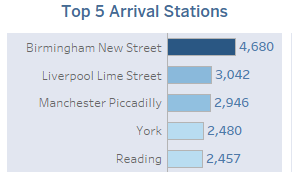 Top 5 Arrival Stations
Birmingham New Street 4,680
Liverpool Lime Street 3,042
Manchester Piccadilly 2,946
York 2,480
Reading 2,457